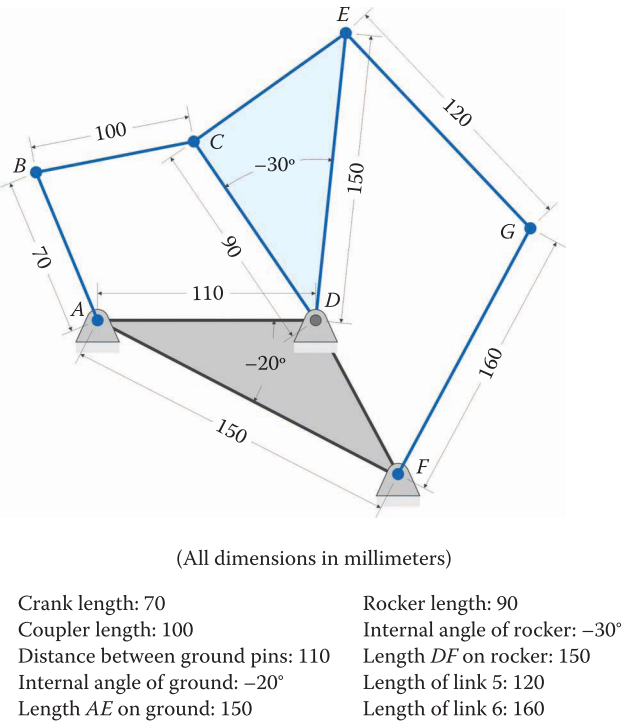 E
100
120
C
B
−30º
150
G
90
70
110
D
A
−20º
160
150
F
(All dimensions in millimeters)
Crank length: 70
Coupler length: 100
Distance between ground pins: 110
Internal angle of ground: −20°
Length AE on ground: 150
Rocker length: 90
Internal angle of rocker: −30°
Length DF on rocker: 150
Length of link 5: 120
Length of link 6: 160